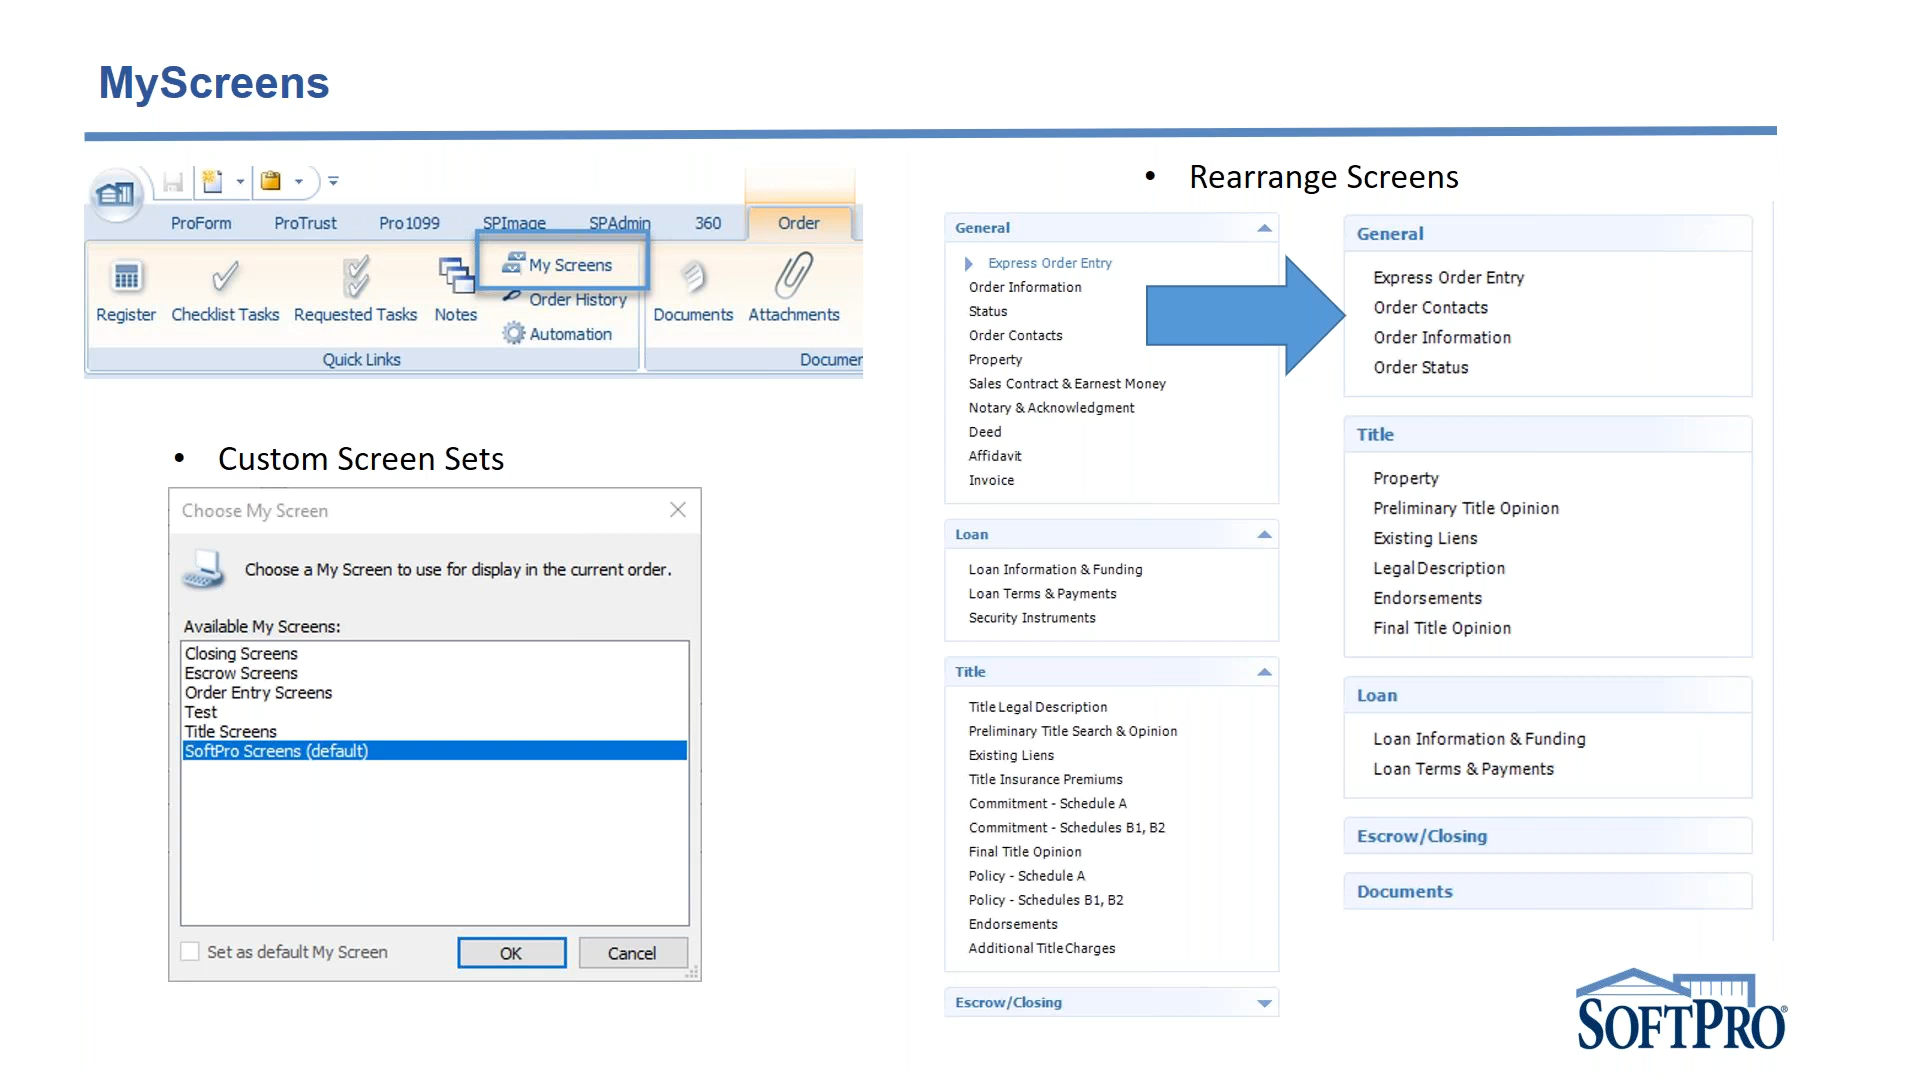 MyScreens
ProForm
ProTrust
Pro1099
SPImage
SPAdmin
360
Order
Register
Checklist Tasks
Requested Tasks
Notes
My Screens
Order History
Automation
Documents
Attachments
Quick Links
Documen
• Custom Screen Sets
Choose My Screen
Choose a My Screen to use for display in the current order.
Available My Screens:
Closing Screens
Escrow Screens
Order Entry Screens
Test
Title Screens
SoftPro Screens (default)
Set as default My Screen
OK
Cancel
• Rearrange Screens
General
Express Order Entry
Order Information
Status
Order Contacts
Property
Sales Contract & Earnest Money
Notary & Acknowledgment
Deed
Affidavit
Invoice
Loan
Loan Information & Funding
Loan Terms & Payments
Security Instruments
Title
Title Legal Description
Preliminary Title Search & Opinion
Existing Liens
Title Insurance Premiums
Commitment - Schedule A
Commitment - Schedules B1, B2
Final Title Opinion
Policy - Schedule A
Policy - Schedules B1, B2
Endorsements
Additional Title Charges
Escrow/Closing
General
Express Order Entry
Order Contacts
Order Information
Order Status
Title
Property
Preliminary Title Opinion
Existing Liens
Legal Description
Endorsements
Final Title Opinion
Loan
Loan Information & Funding
Loan Terms & Payments
Escrow/Closing
Documents
SOFTPRO®